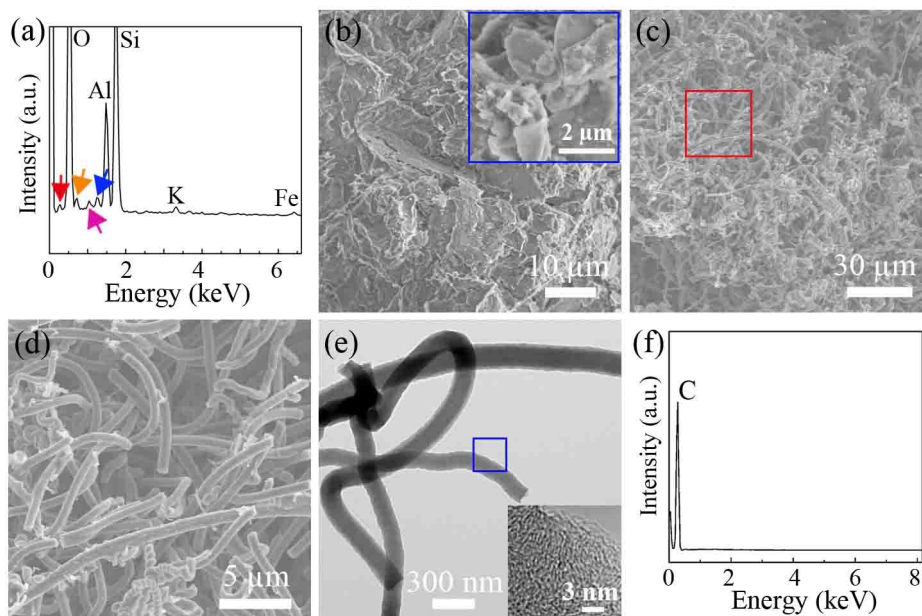 (a)
O
Si
Al
K
Fe
Intensity (a.u.)
0
2
4
6
Energy (keV)
(b)
2 µm
10 µm
(c)
30 µm
(d)
5 µm
(e)
300 nm
3 nm
(f)
C
Intensity (a.u.)
0
2
4
6
8
Energy (keV)